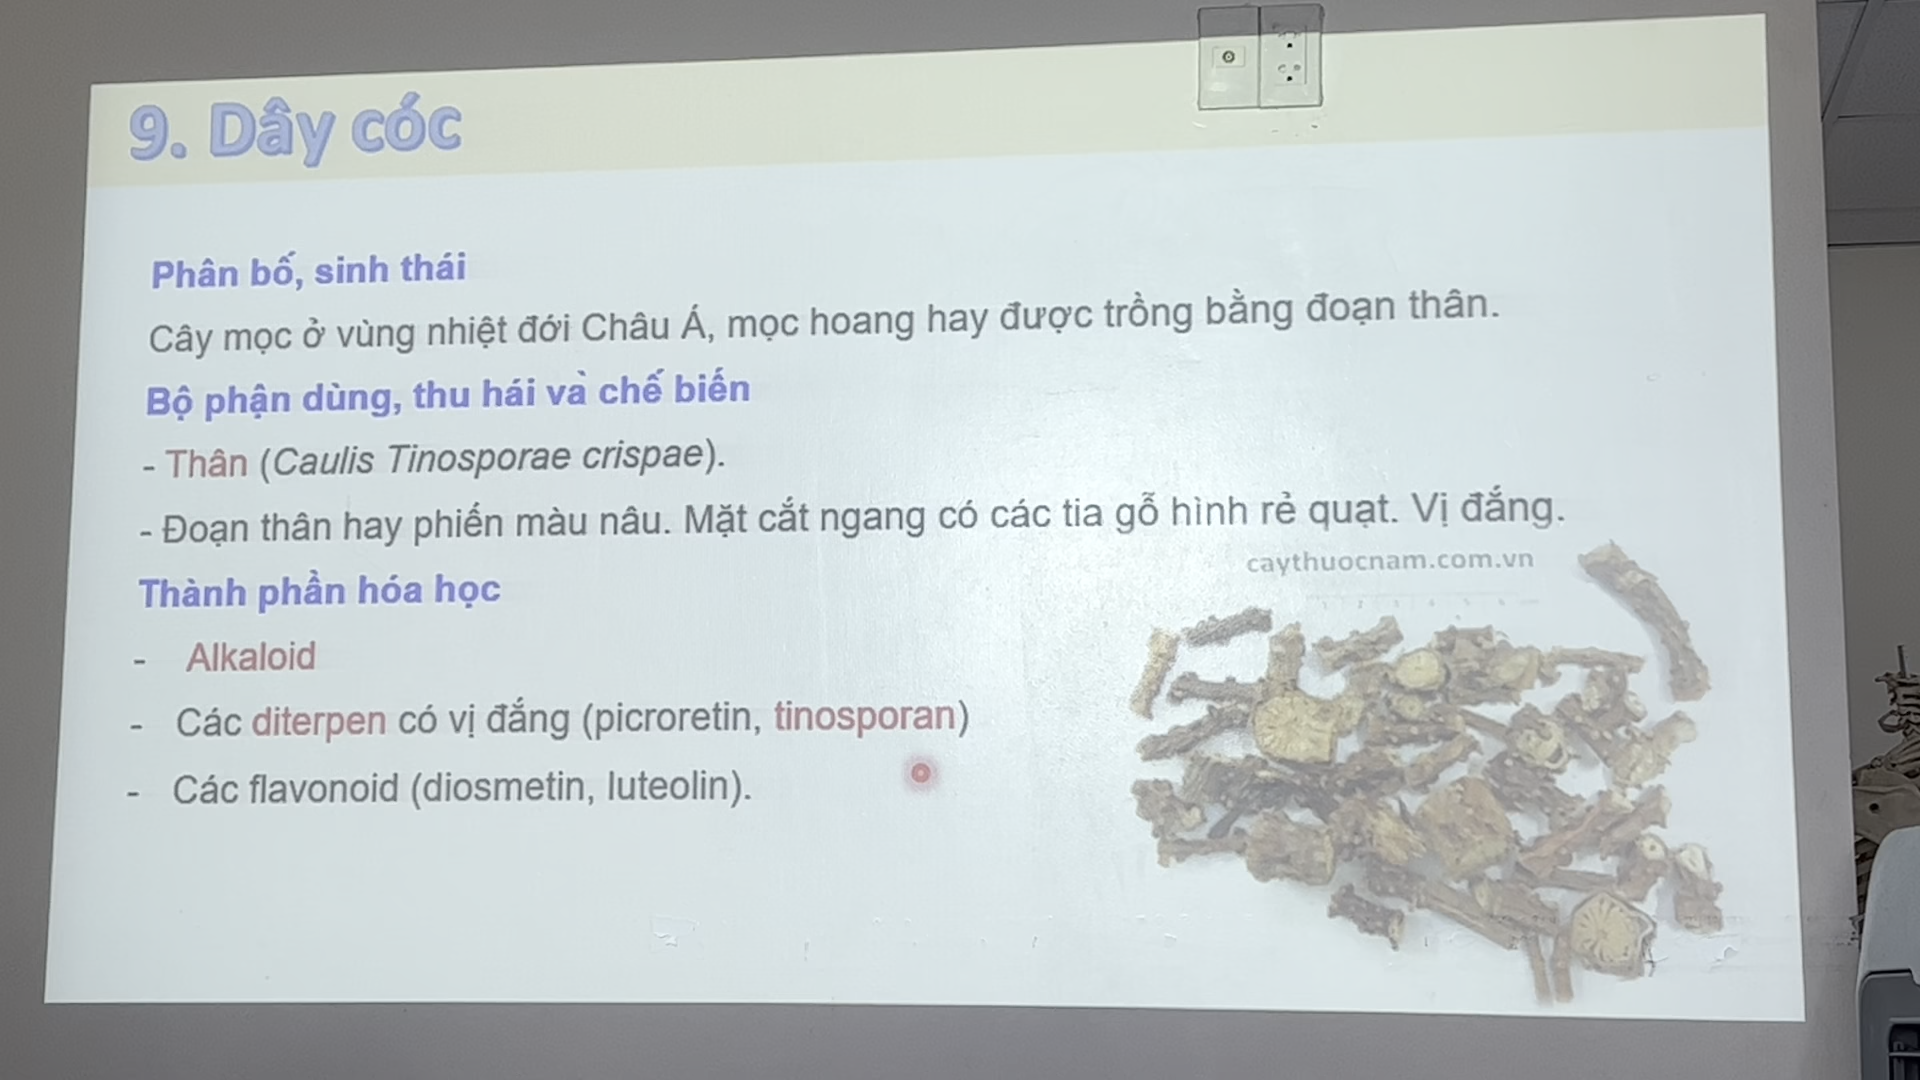 9. Dây cóc
Phân bố, sinh thái
Cây mọc ở vùng nhiệt đới Châu Á, mọc hoang hay được trồng bằng đoạn thân.
Bộ phận dùng, thu hái và chế biến
- Thân (Caulis Tinosporae crispae).
- Đoạn thân hay phiến màu nâu. Mặt cắt ngang có các tia gỗ hình rẻ quạt. Vị đắng.
caythuocnam.com.vn
Thành phần hóa học
- Alkaloid
- Các diterpen có vị đắng (picroretin, tinosporan)
- Các flavonoid (diosmetin, luteolin).